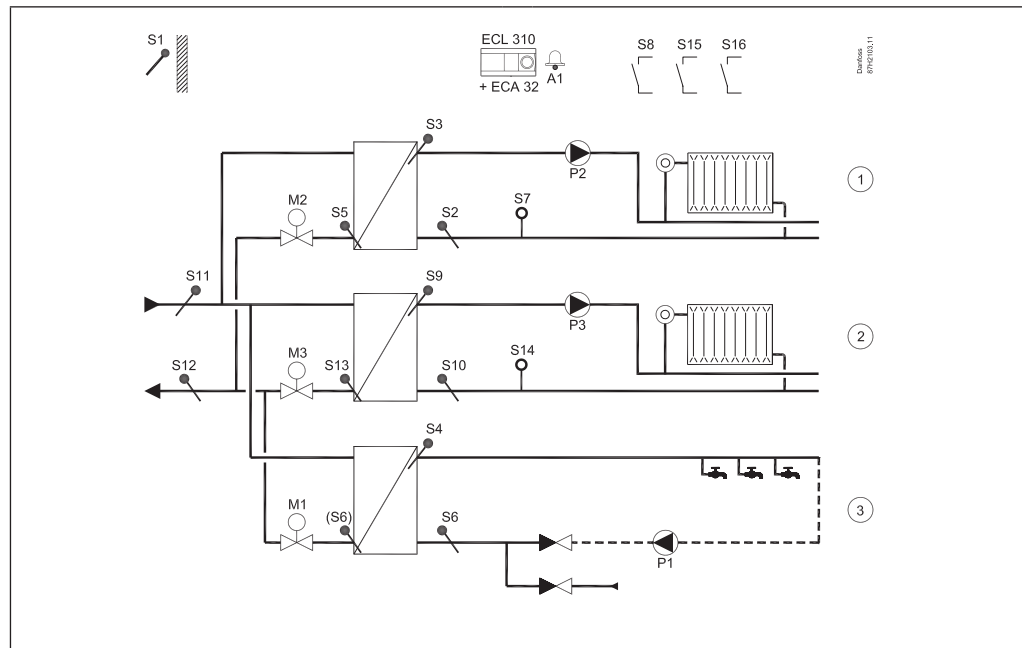 S1
ECL 310
A1
+ ECA 32
S8
S15
S16
Danfoss
87H2103.11
S3
P2
1
M2
S5
S2
S7
S11
S9
P3
2
S12
M3
S13
S10
S14
S4
M1
(S6)
S6
P1
3